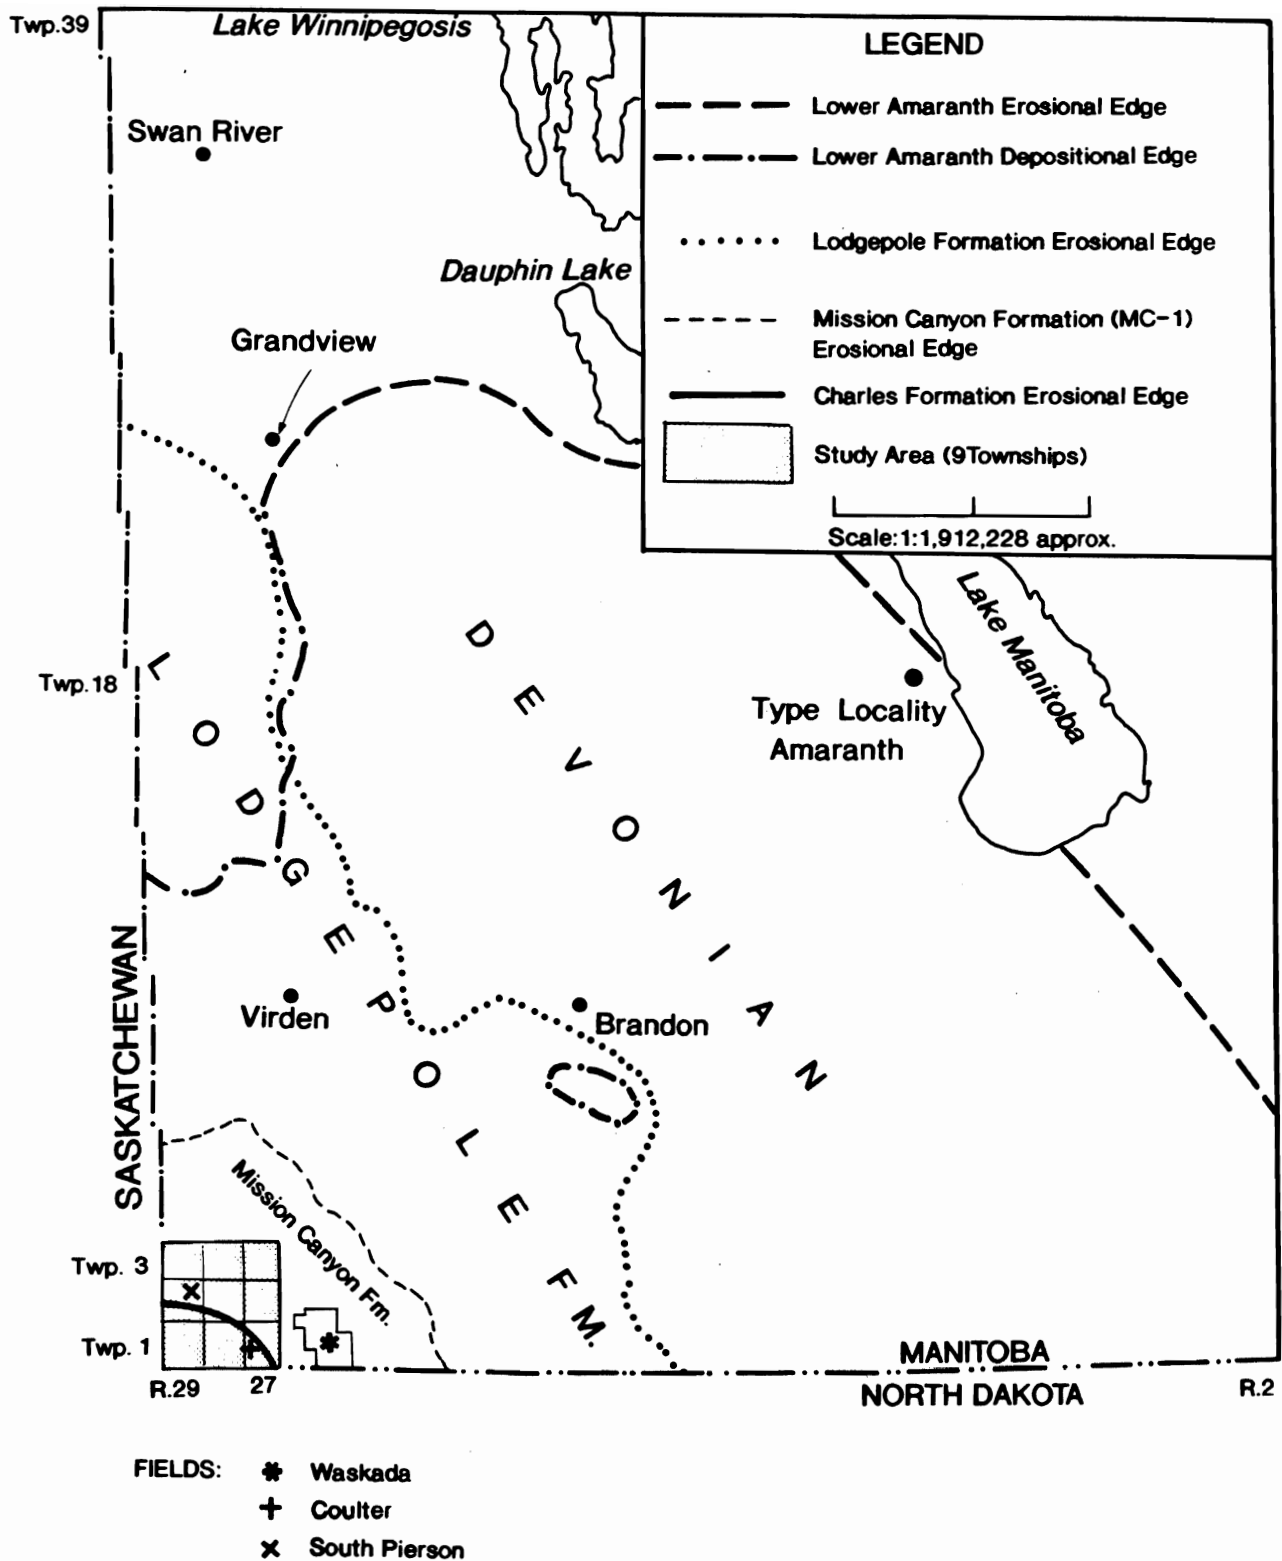 Twp.39
Lake Winnipegosis
Swan River
Dauphin Lake
Grandview
LEGEND
Lower Amaranth Erosional Edge
Lower Amaranth Depositional Edge
Lodgepole Formation Erosional Edge
Mission Canyon Formation (MC-1)
Erosional Edge
Charles Formation Erosional Edge
Study Area (9Townships)
Scale:1:1,912,228 approx.
Lake Manitoba
Twp.18
Type Locality
Amaranth
DEVONIAN
LODGEPOLE FM.
SASKATCHEWAN
Virden
Brandon
Mission Canyon Fm.
Twp. 3
Twp. 1
R.29
27
MANITOBA
NORTH DAKOTA
R.2
FIELDS:
Waskada
Coulter
South Pierson